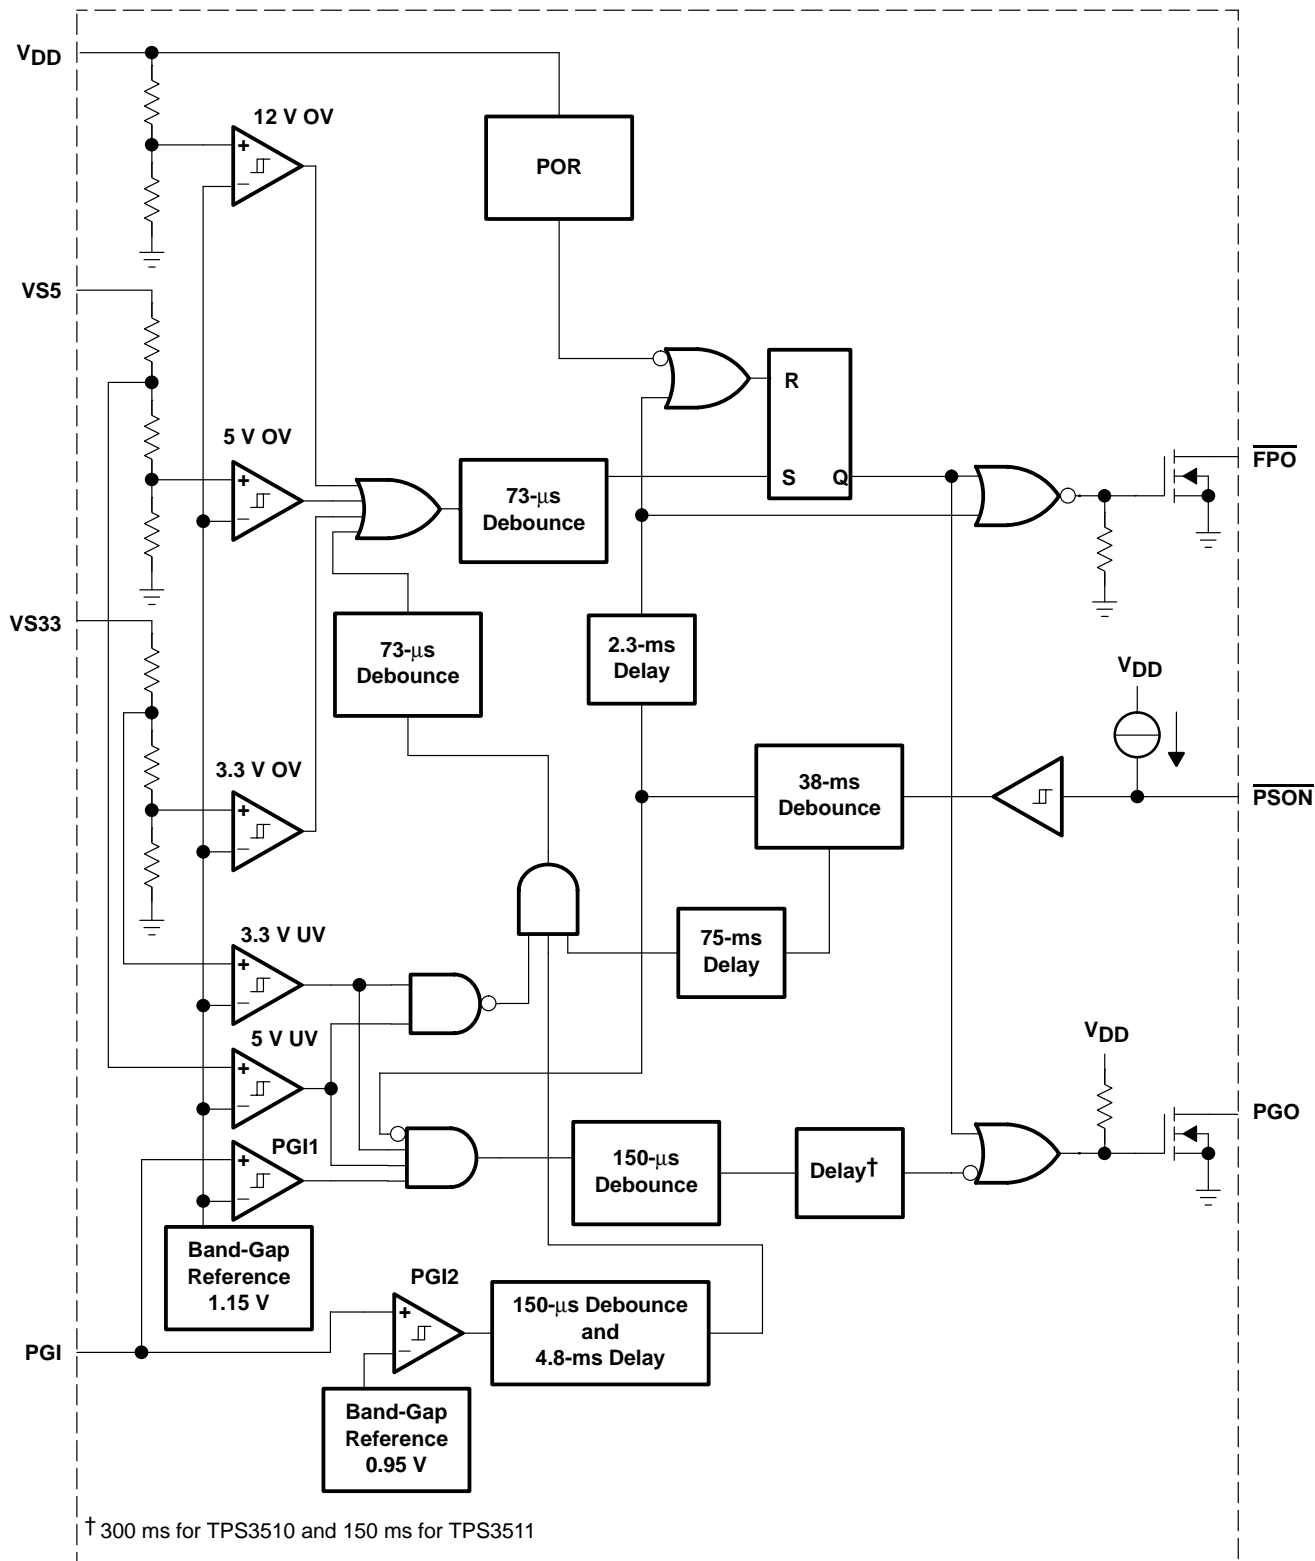 VDD
12 V OV
+
−
POR
VS5
5 V OV
+
−
R
S Q
FPO
73-μs
Debounce
VS33
73-μs
Debounce
2.3-ms
Delay
VDD
3.3 V OV
+
−
38-ms
Debounce
PSON
75-ms
Delay
3.3 V UV
+
−
5 V UV
+
−
VDD
PGO
PGI1
+
−
150-μs
Debounce
Delay†
Band-Gap
Reference
1.15 V
PGI2
+
−
150-μs Debounce
and
4.8-ms Delay
PGI
Band-Gap
Reference
0.95 V
† 300 ms for TPS3510 and 150 ms for TPS3511